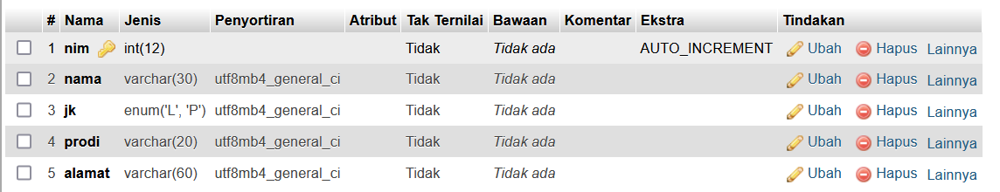 # Nama Jenis Penyortiran Atribut Tak Ternilai Bawaan Komentar Ekstra Tindakan
1 nim int(12) Tidak Tidak ada AUTO_INCREMENT Ubah Hapus Lainnya
2 nama varchar(30) utf8mb4_general_ci Tidak Tidak ada Ubah Hapus Lainnya
3 jk enum('L', 'P') utf8mb4_general_ci Tidak Tidak ada Ubah Hapus Lainnya
4 prodi varchar(20) utf8mb4_general_ci Tidak Tidak ada Ubah Hapus Lainnya
5 alamat varchar(60) utf8mb4_general_ci Tidak Tidak ada Ubah Hapus Lainnya